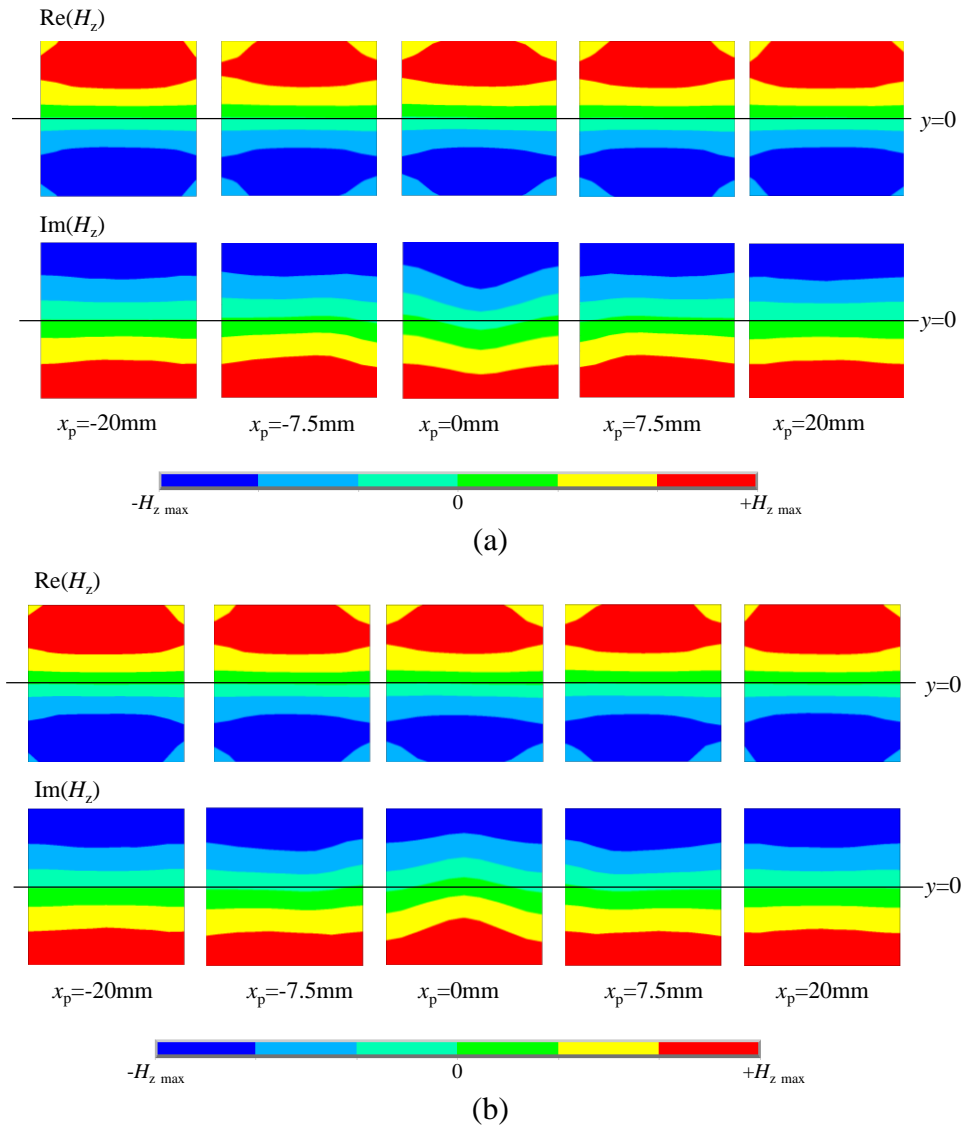 Re(Hz)
y=0
Im(Hz)
y=0
xp=-20mm xp=-7.5mm xp=0mm xp=7.5mm xp=20mm
-Hz max 0 +Hz max
(a)
Re(Hz)
y=0
Im(Hz)
y=0
xp=-20mm xp=-7.5mm xp=0mm xp=7.5mm xp=20mm
-Hz max 0 +Hz max
(b)